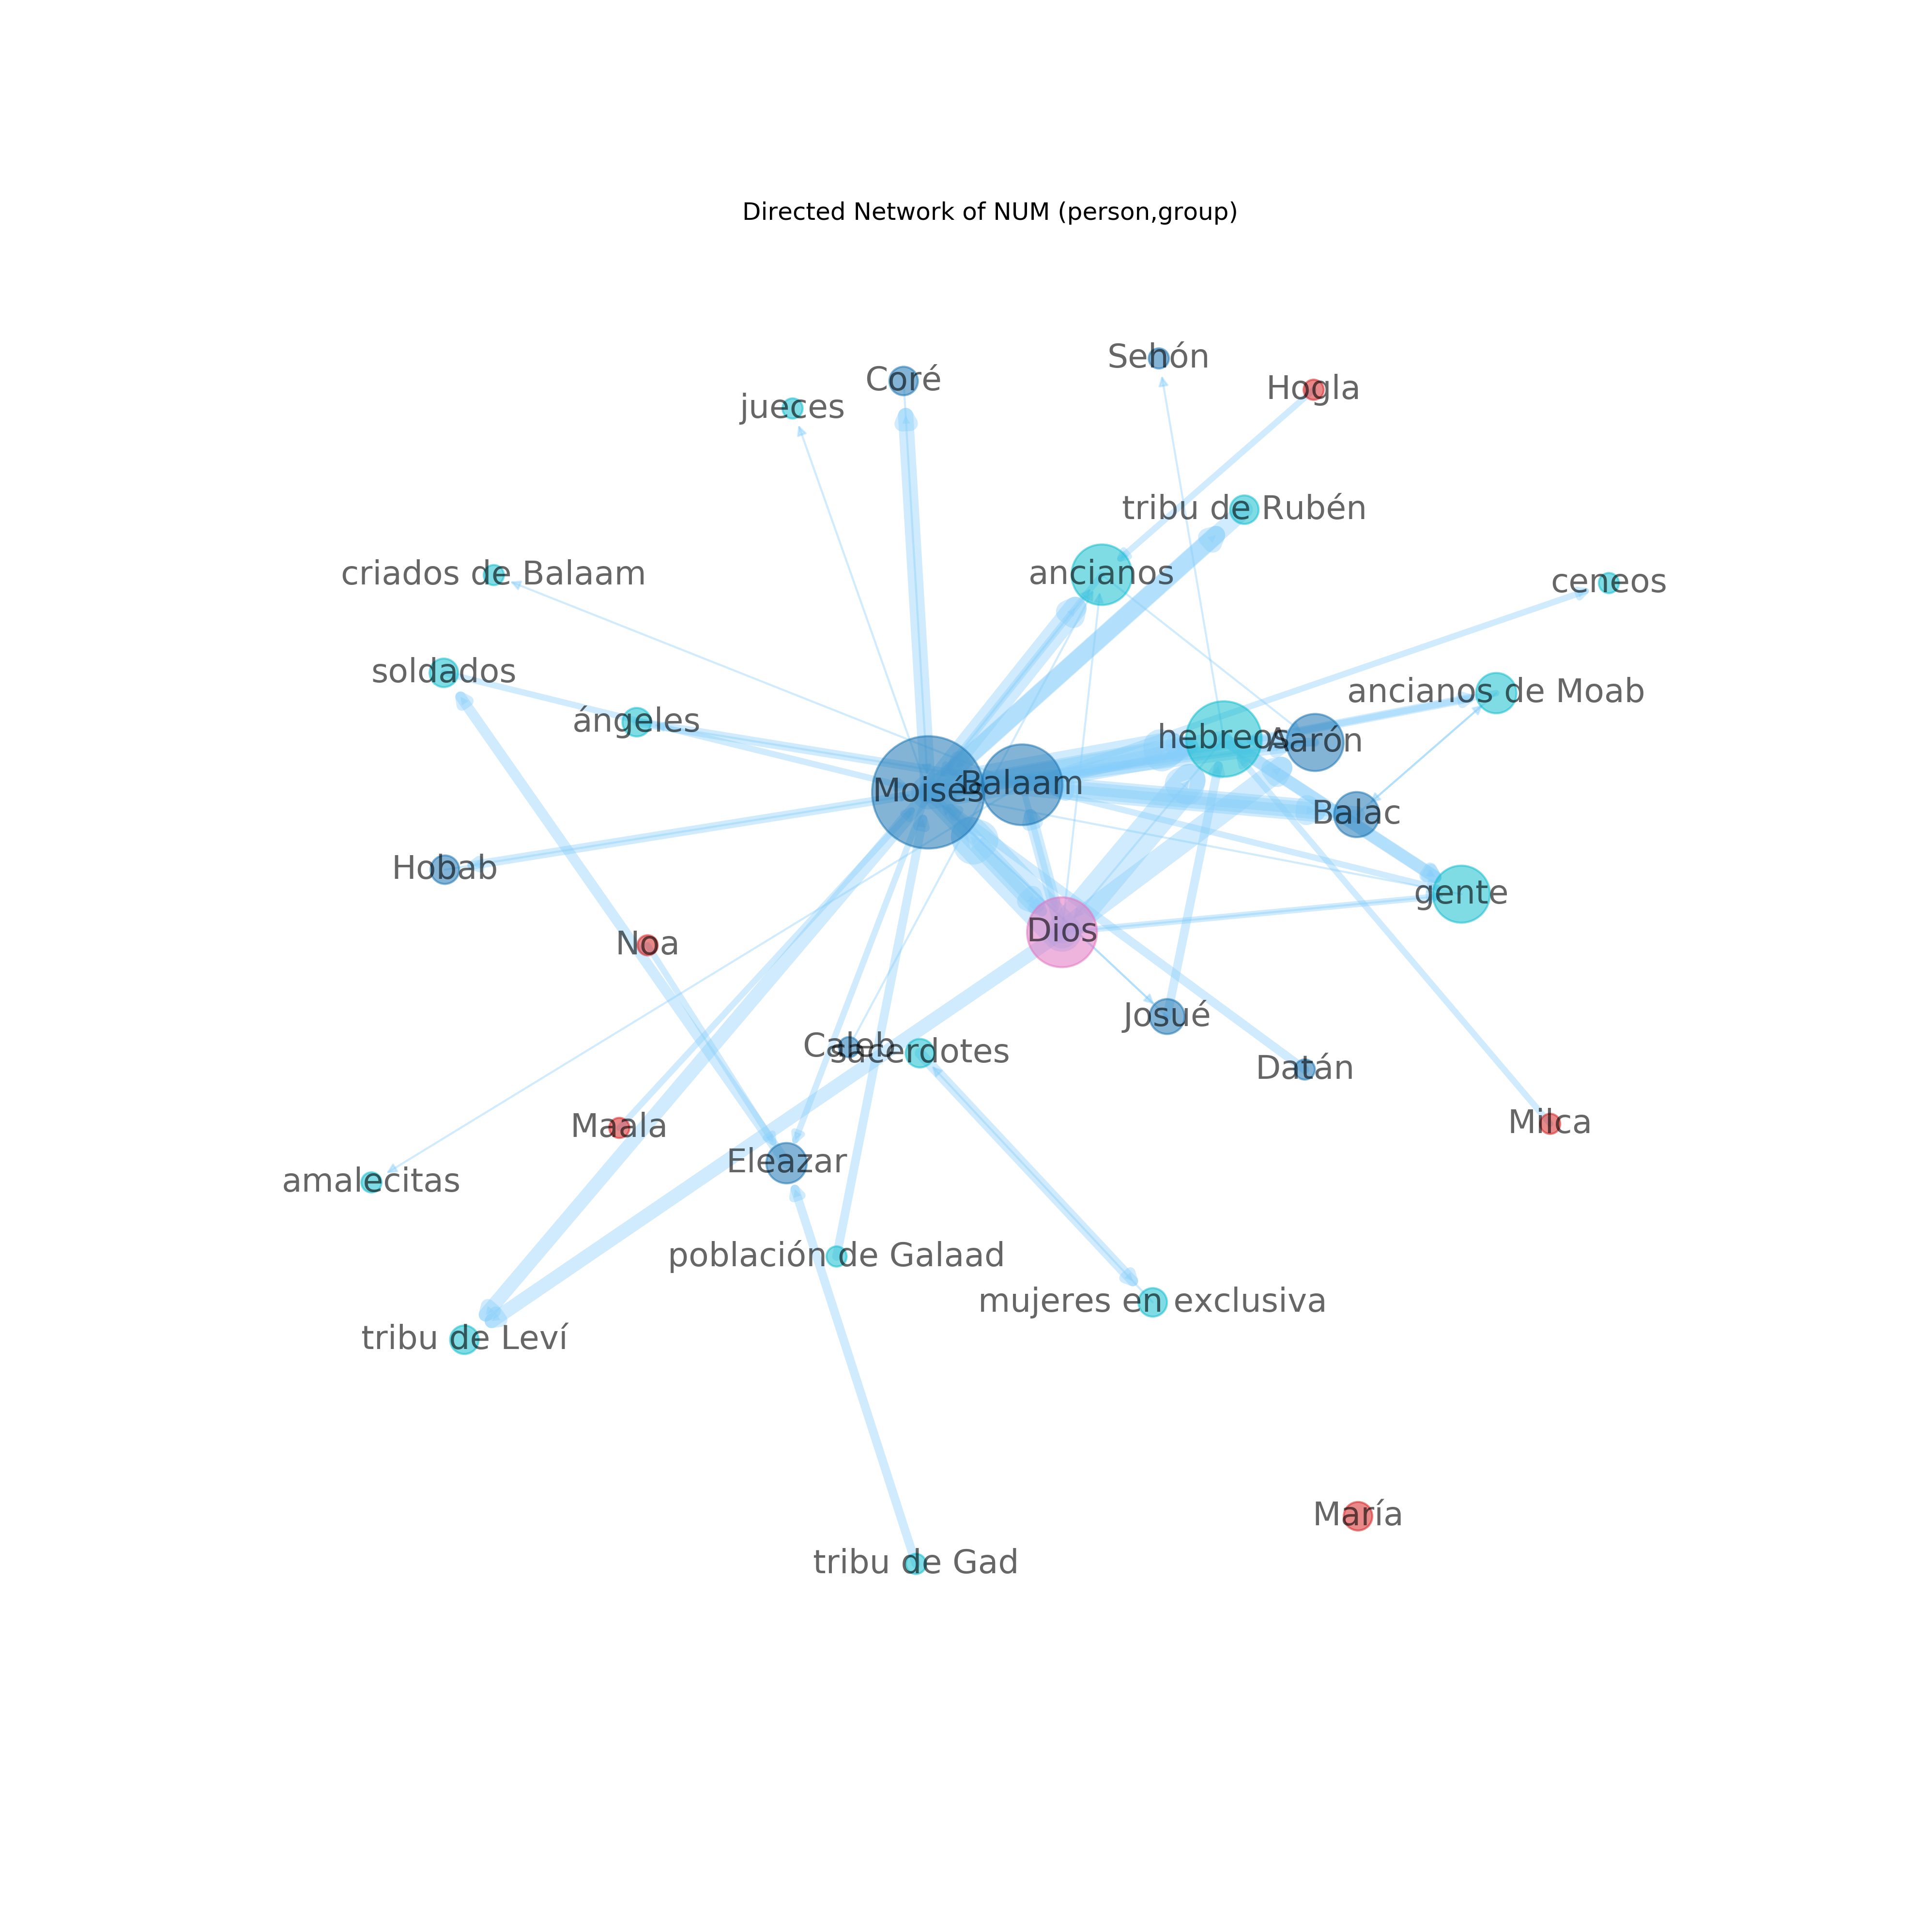 Directed Network of NUM (person,group)
Sehón
Coré
Hogla
jueces
tribu de Rubén
ancianos
criados de Balaam
ceneos
soldados
ancianos de Moab
ángeles
hebreos
Aarón
Balaam
Moisés
Balac
Hobab
gente
Dios
Noa
Josué
Caleb
sacerdotes
Datán
Maala
Milca
Eleazar
amalecitas
población de Galaad
mujeres en exclusiva
tribu de Leví
María
tribu de Gad